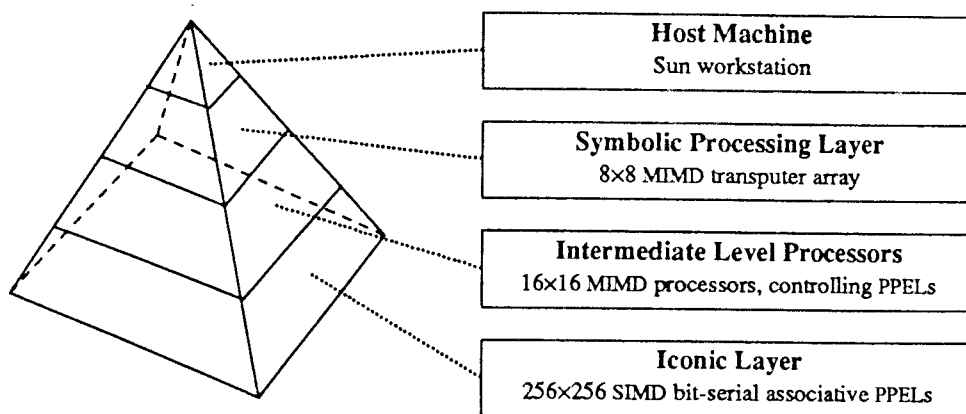 Host Machine
Sun workstation
Symbolic Processing Layer
8×8 MIMD transputer array
Intermediate Level Processors
16×16 MIMD processors, controlling PPELs
Iconic Layer
256×256 SIMD bit-serial associative PPELs